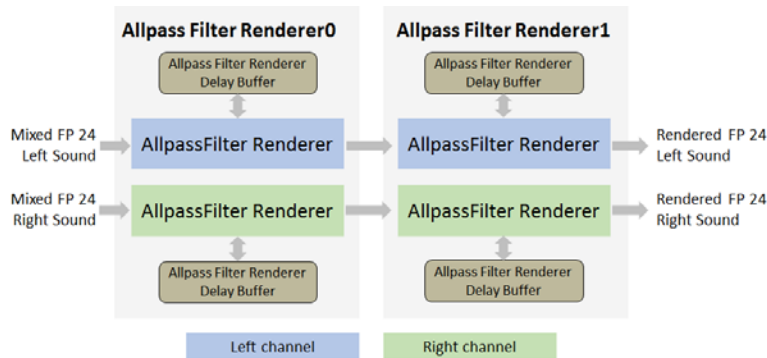 Allpass Filter Renderer0
Allpass Filter Renderer1
Allpass Filter Renderer
Delay Buffer
Allpass Filter Renderer
Delay Buffer
Mixed FP 24
Left Sound
AllpassFilter Renderer
AllpassFilter Renderer
Rendered FP 24
Left Sound
Mixed FP 24
Right Sound
AllpassFilter Renderer
AllpassFilter Renderer
Rendered FP 24
Right Sound
Allpass Filter Renderer
Delay Buffer
Allpass Filter Renderer
Delay Buffer
Left channel
Right channel